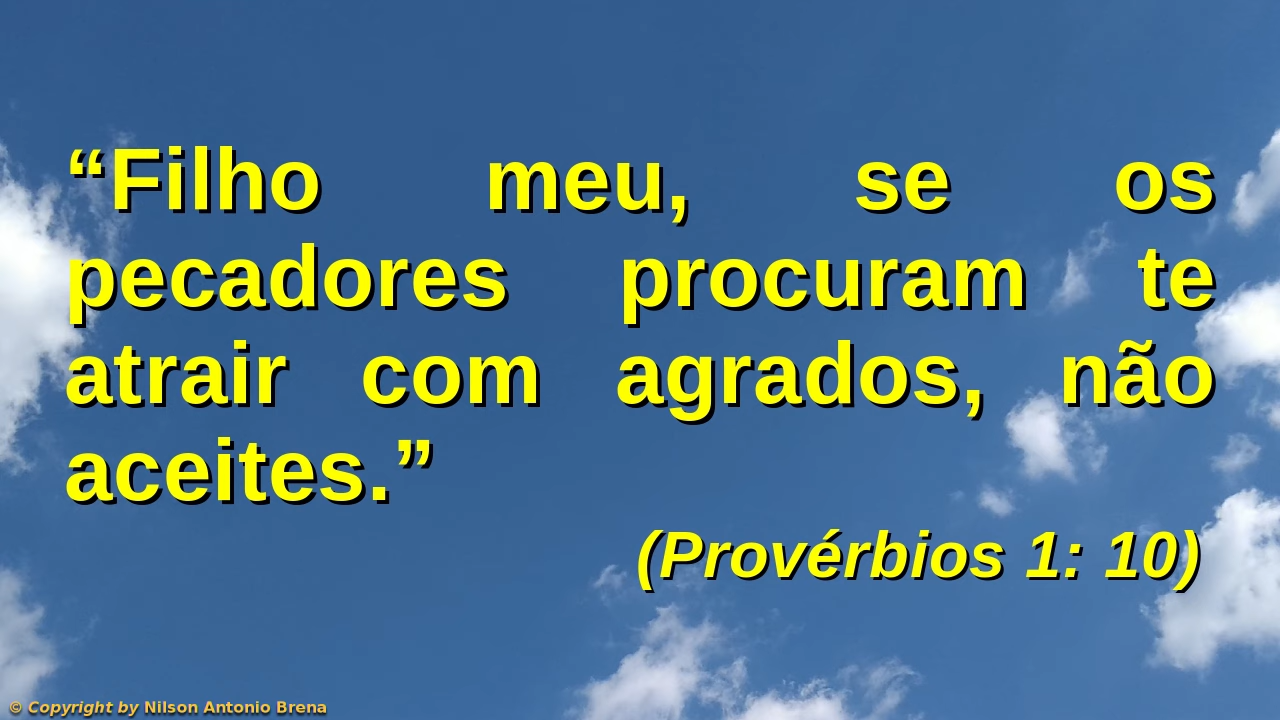 “Filho meu, se os
pecadores procuram te
atrair com agrados, não
aceites.”
(Provérbios 1: 10)
© Copyright by Nilson Antonio Brena